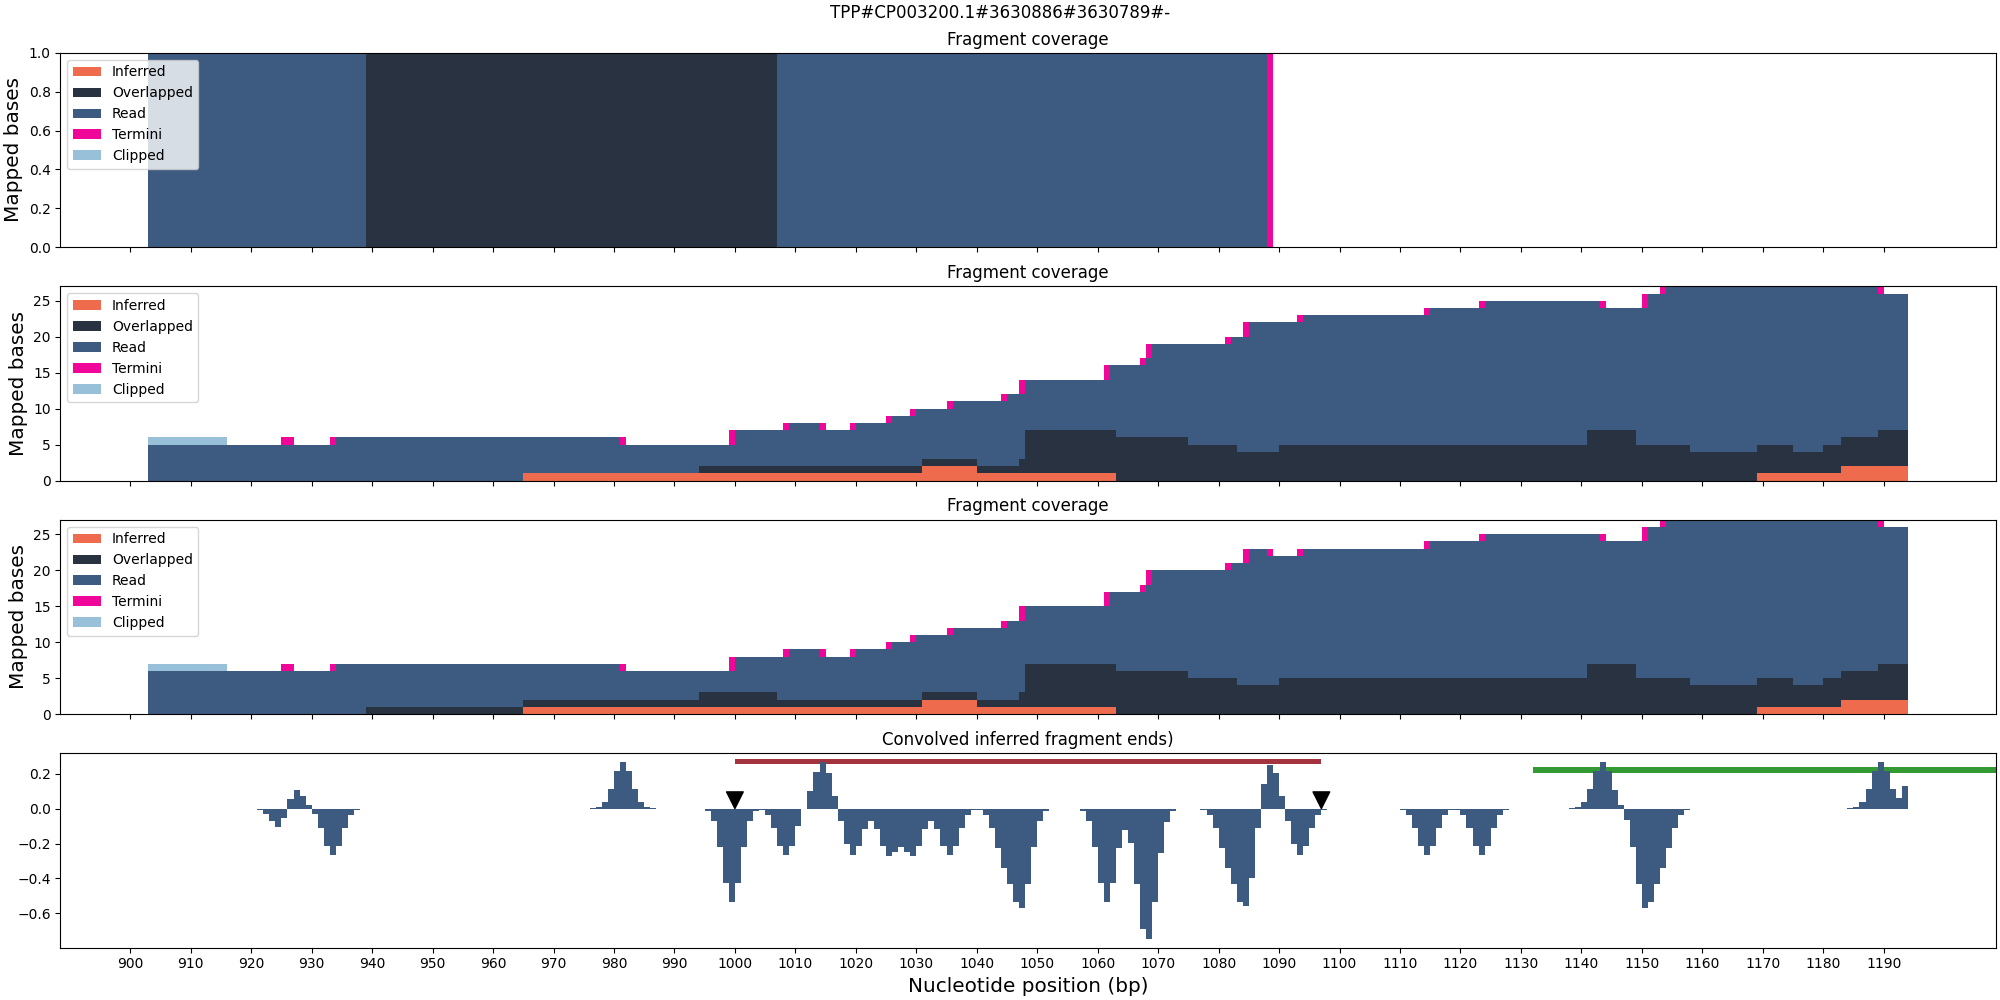 TPP#CP003200.1#3630886#3630789#-
Fragment coverage
Mapped bases
1.0
0.8
0.6
0.4
0.2
0.0
Inferred
Overlapped
Read
Termini
Clipped
Fragment coverage
Mapped bases
25
20
15
10
5
0
Inferred
Overlapped
Read
Termini
Clipped
Fragment coverage
Mapped bases
25
20
15
10
5
0
Inferred
Overlapped
Read
Termini
Clipped
Convolved inferred fragment ends)
0.2
0.0
−0.2
−0.4
−0.6
900 910 920 930 940 950 960 970 980 990 1000 1010 1020 1030 1040 1050 1060 1070 1080 1090 1100 1110 1120 1130 1140 1150 1160 1170 1180 1190
Nucleotide position (bp)